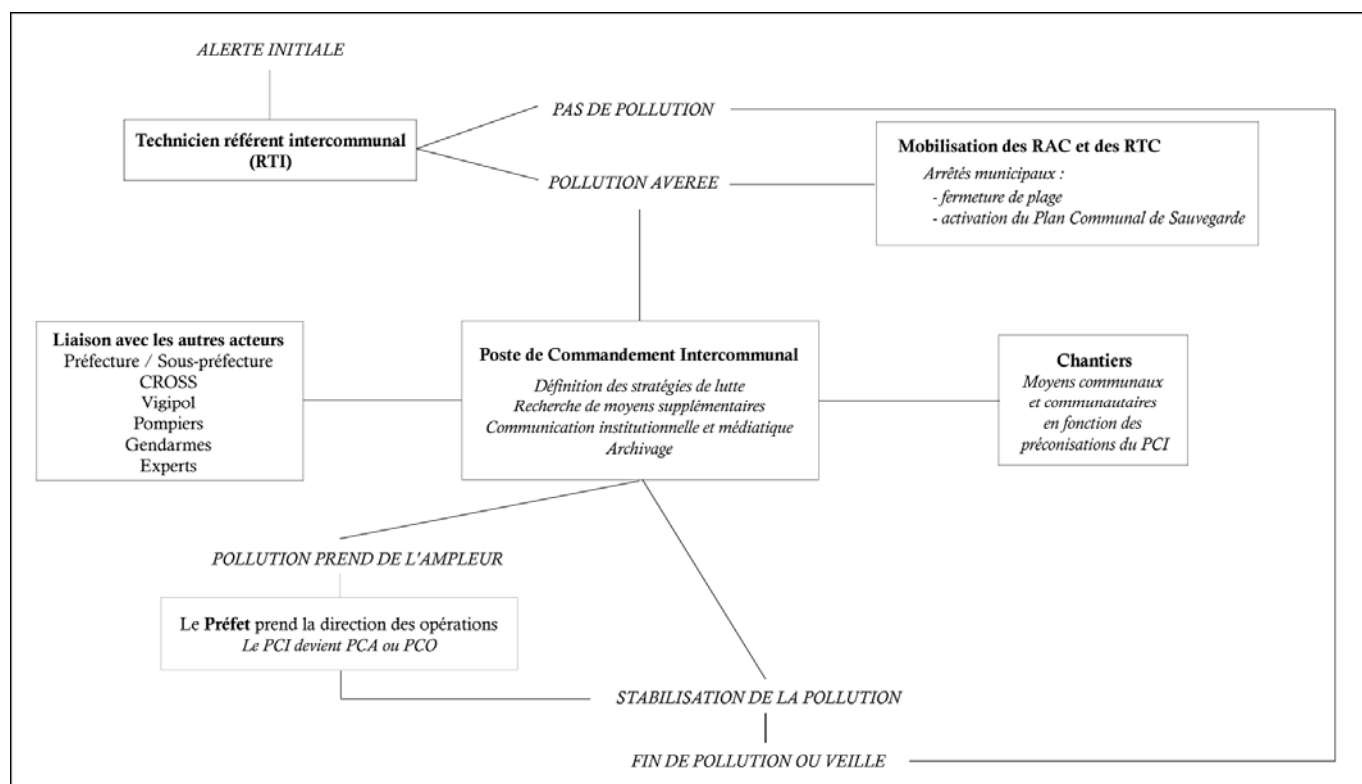 ALERTE INITIALE
PAS DE POLLUTION
Technicien référent intercommunal
(RTI)
POLLUTION AVEREE
Mobilisation des RAC et des RTC
Arrêtés municipaux :
- fermeture de plage
- activation du Plan Communal de Sauvegarde
Liaison avec les autres acteurs
Préfecture / Sous-préfecture
CROSS
Vigipol
Pompiers
Gendarmes
Experts
Poste de Commandement Intercommunal
Définition des stratégies de lutte
Recherche de moyens supplémentaires
Communication institutionnelle et médiatique
Archivage
Chantiers
Moyens communaux
et communautaires
en fonction des
préconisations du PCI
POLLUTION PREND DE L'AMPLEUR
Le Préfet prend la direction des opérations
Le PCI devient PCA ou PCO
STABILISATION DE LA POLLUTION
FIN DE POLLUTION OU VEILLE